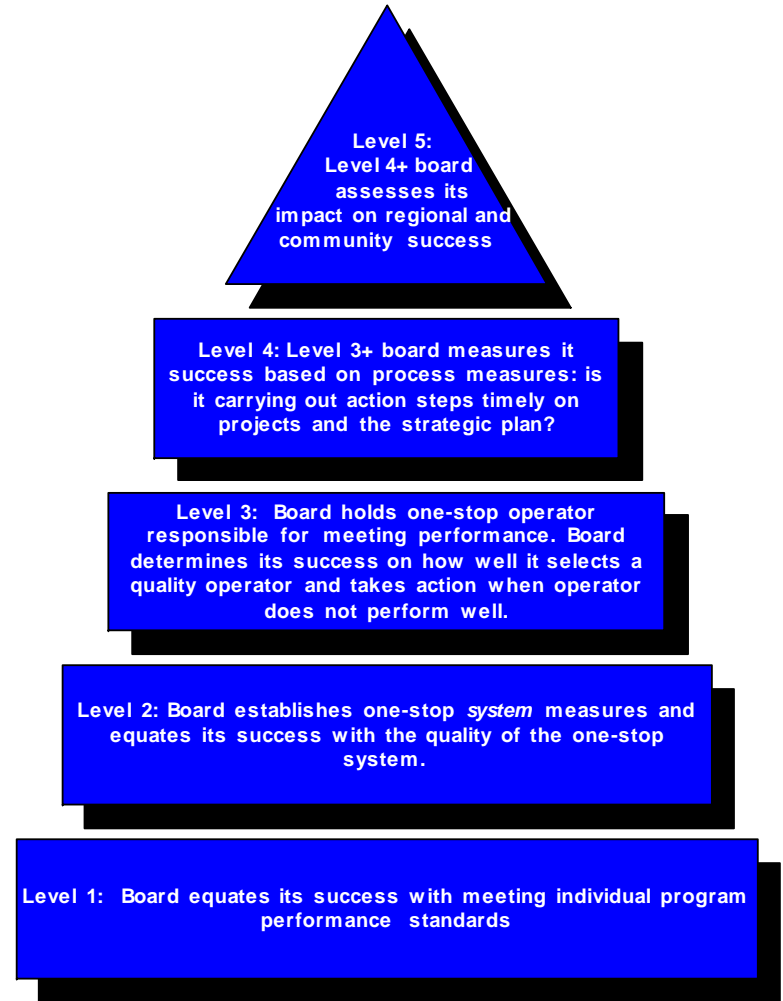 Level 5:
Level 4+ board
assesses its
impact on regional and
community success
Level 4: Level 3+ board measures it
success based on process measures: is
it carrying out action steps timely on
projects and the strategic plan?
Level 3: Board holds one-stop operator
responsible for meeting performance. Board
determines its success on how well it selects a
quality operator and takes action when operator
does not perform well.
Level 2: Board establishes one-stop system measures and
equates its success with the quality of the one-stop
system.
Level 1: Board equates its success with meeting individual program
performance standards